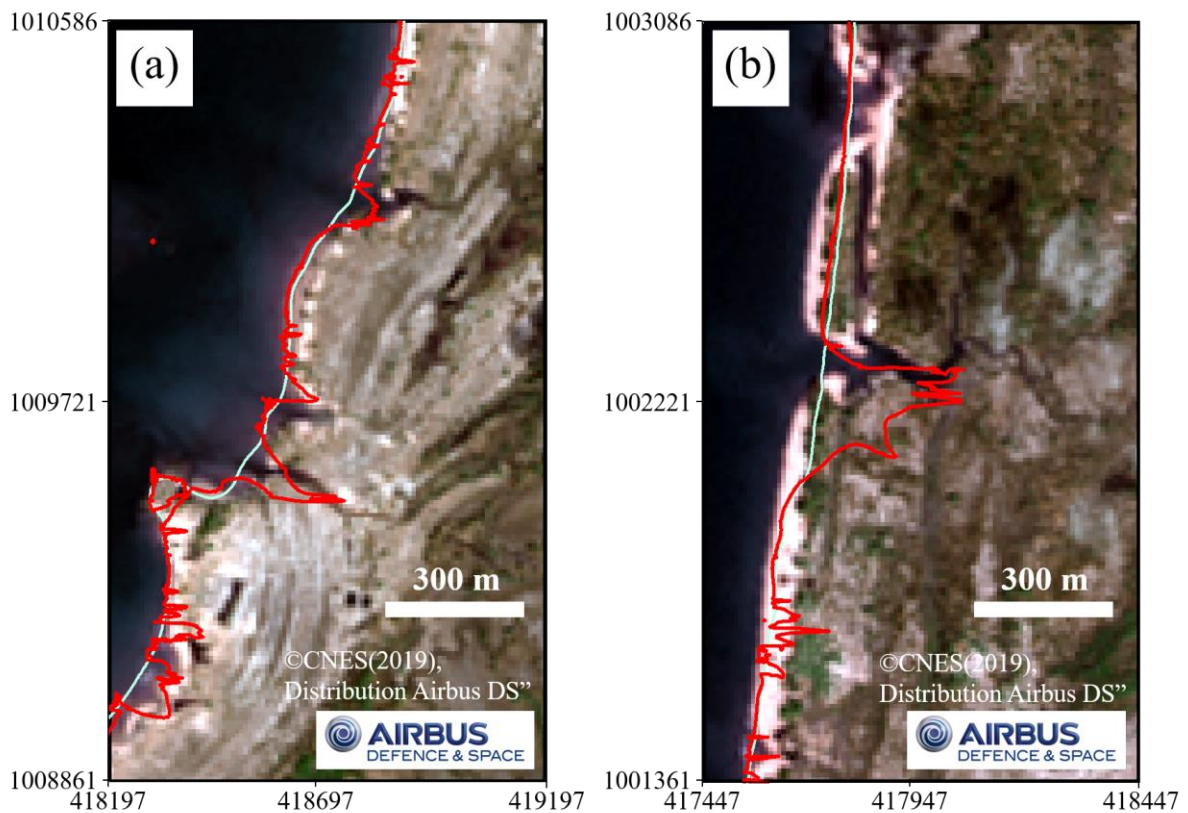 1010586
(a)
1009721
300 m
©CNES(2019),
Distribution Airbus DS”
AIRBUS
DEFENCE & SPACE
1008861
418197
418697
419197
1003086
(b)
1002221
300 m
©CNES(2019),
Distribution Airbus DS”
AIRBUS
DEFENCE & SPACE
1001361
417447
417947
418447